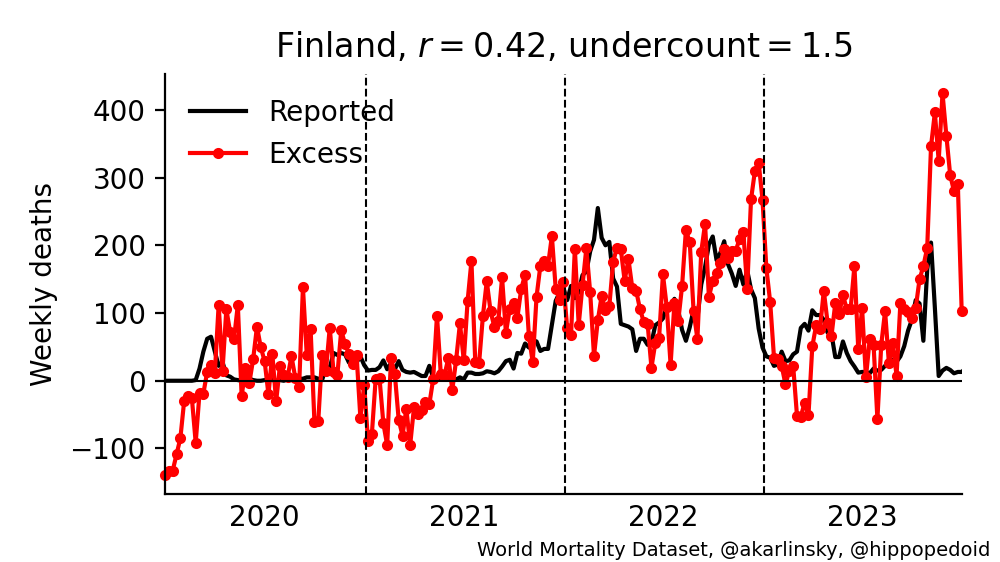 Finland, r = 0.42, undercount = 1.5
Reported
Excess
Weekly deaths
400
300
200
100
0
−100
2020 2021 2022 2023
World Mortality Dataset, @akarlinsky, @hippopedoid